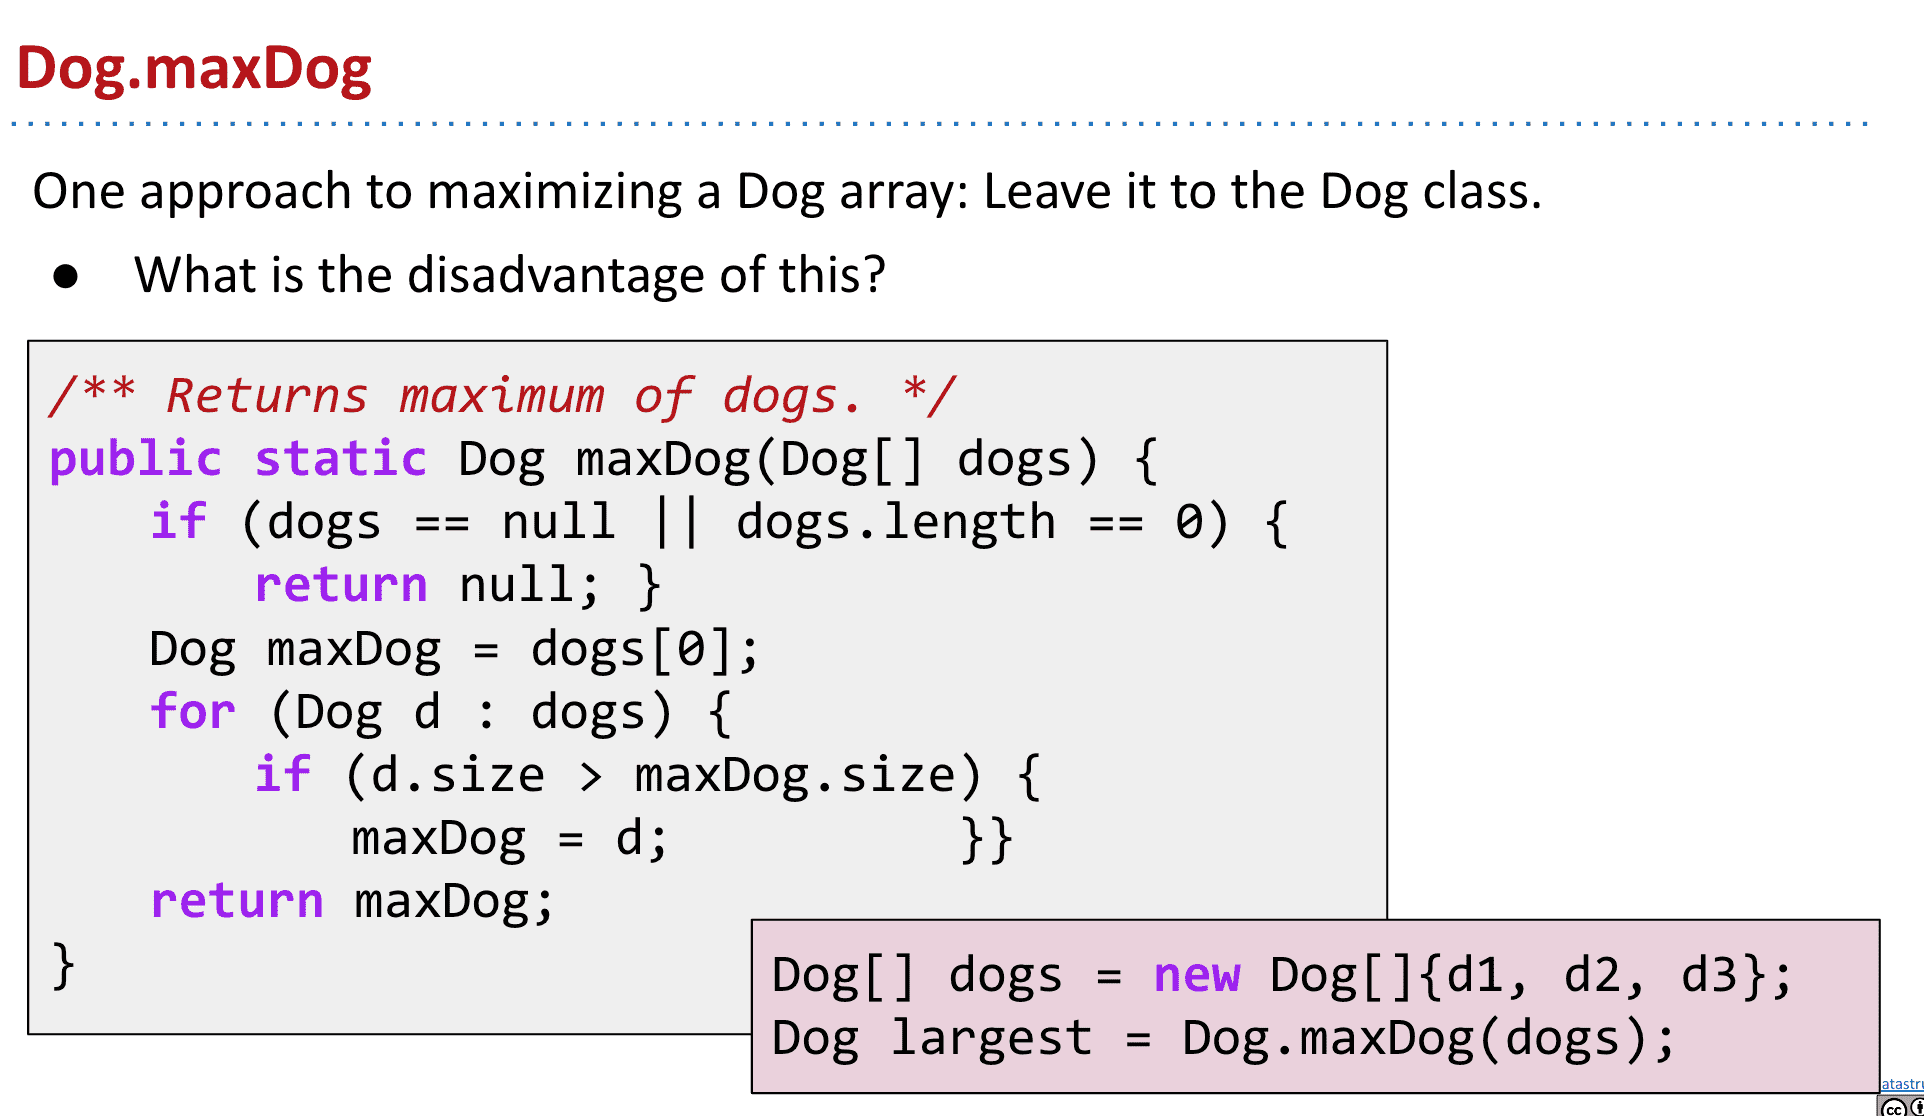 Dog.maxDog
One approach to maximizing a Dog array: Leave it to the Dog class.
● What is the disadvantage of this?
/** Returns maximum of dogs. */
public static Dog maxDog(Dog[] dogs) {
    if (dogs == null || dogs.length == 0) {
        return null; }
    Dog maxDog = dogs[0];
    for (Dog d : dogs) {
        if (d.size > maxDog.size) {
            maxDog = d;          }}
    return maxDog;
}
Dog[] dogs = new Dog[]{d1, d2, d3};
Dog largest = Dog.maxDog(dogs);
cc